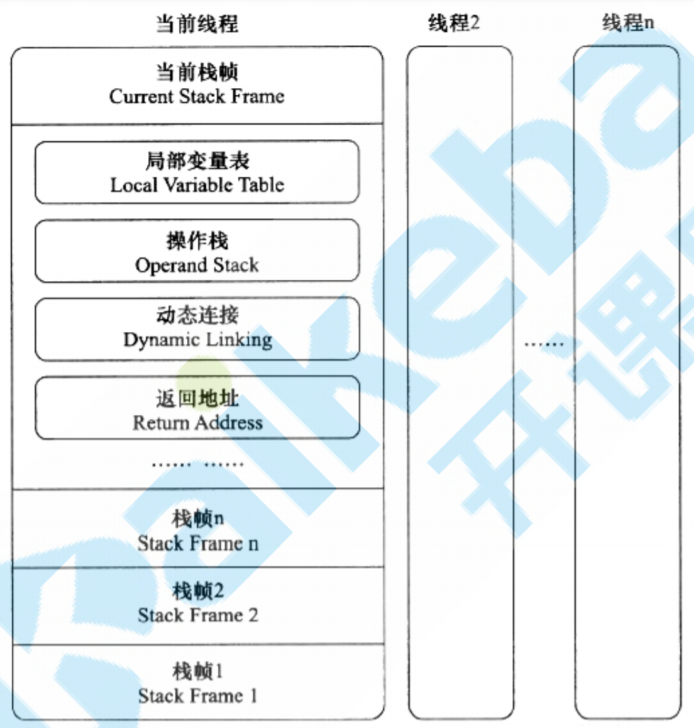 当前线程
线程2
线程n
当前栈帧
Current Stack Frame
局部变量表
Local Variable Table
操作栈
Operand Stack
动态连接
Dynamic Linking
返回地址
Return Address
…… ……
……
栈帧n
Stack Frame n
栈帧2
Stack Frame 2
栈帧1
Stack Frame 1
Kaikeba
开课